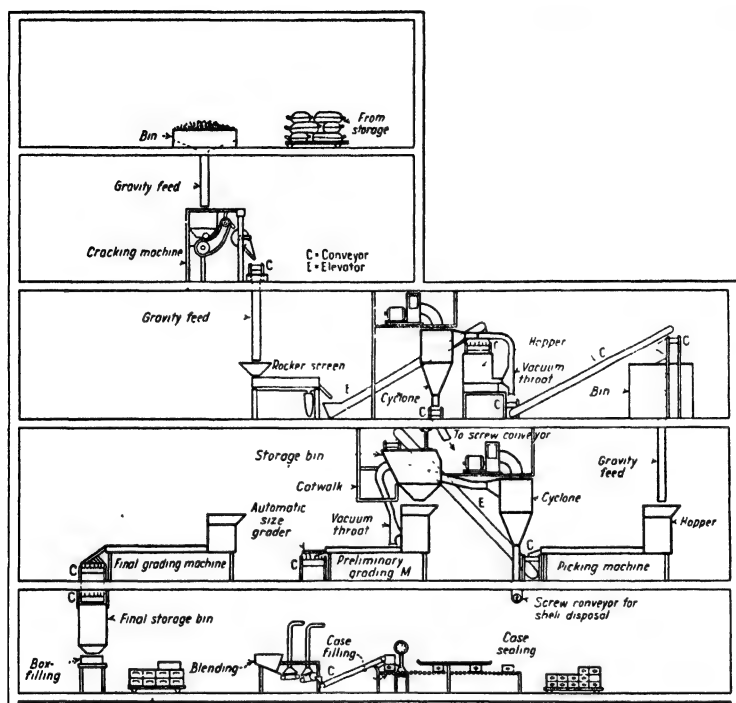 From
storage
Bin
Gravity feed
Cracking machine
C
C = Conveyor
E = Elevator
Gravity feed
Rocker screen
E
Cyclone
C
Hopper
Vacuum
throat
C
C
Bin
C
To screw conveyor
Storage bin
Catwalk
E
Cyclone
Gravity
feed
Hopper
Automatic
size
grader
Vacuum
throat
C
Final grading machine
C
Preliminary
grading M
C
Picking machine
C
Final storage bin
Screw conveyor for
shell disposal
Box-
filling
Blending
Case
filling
C
Case
sealing